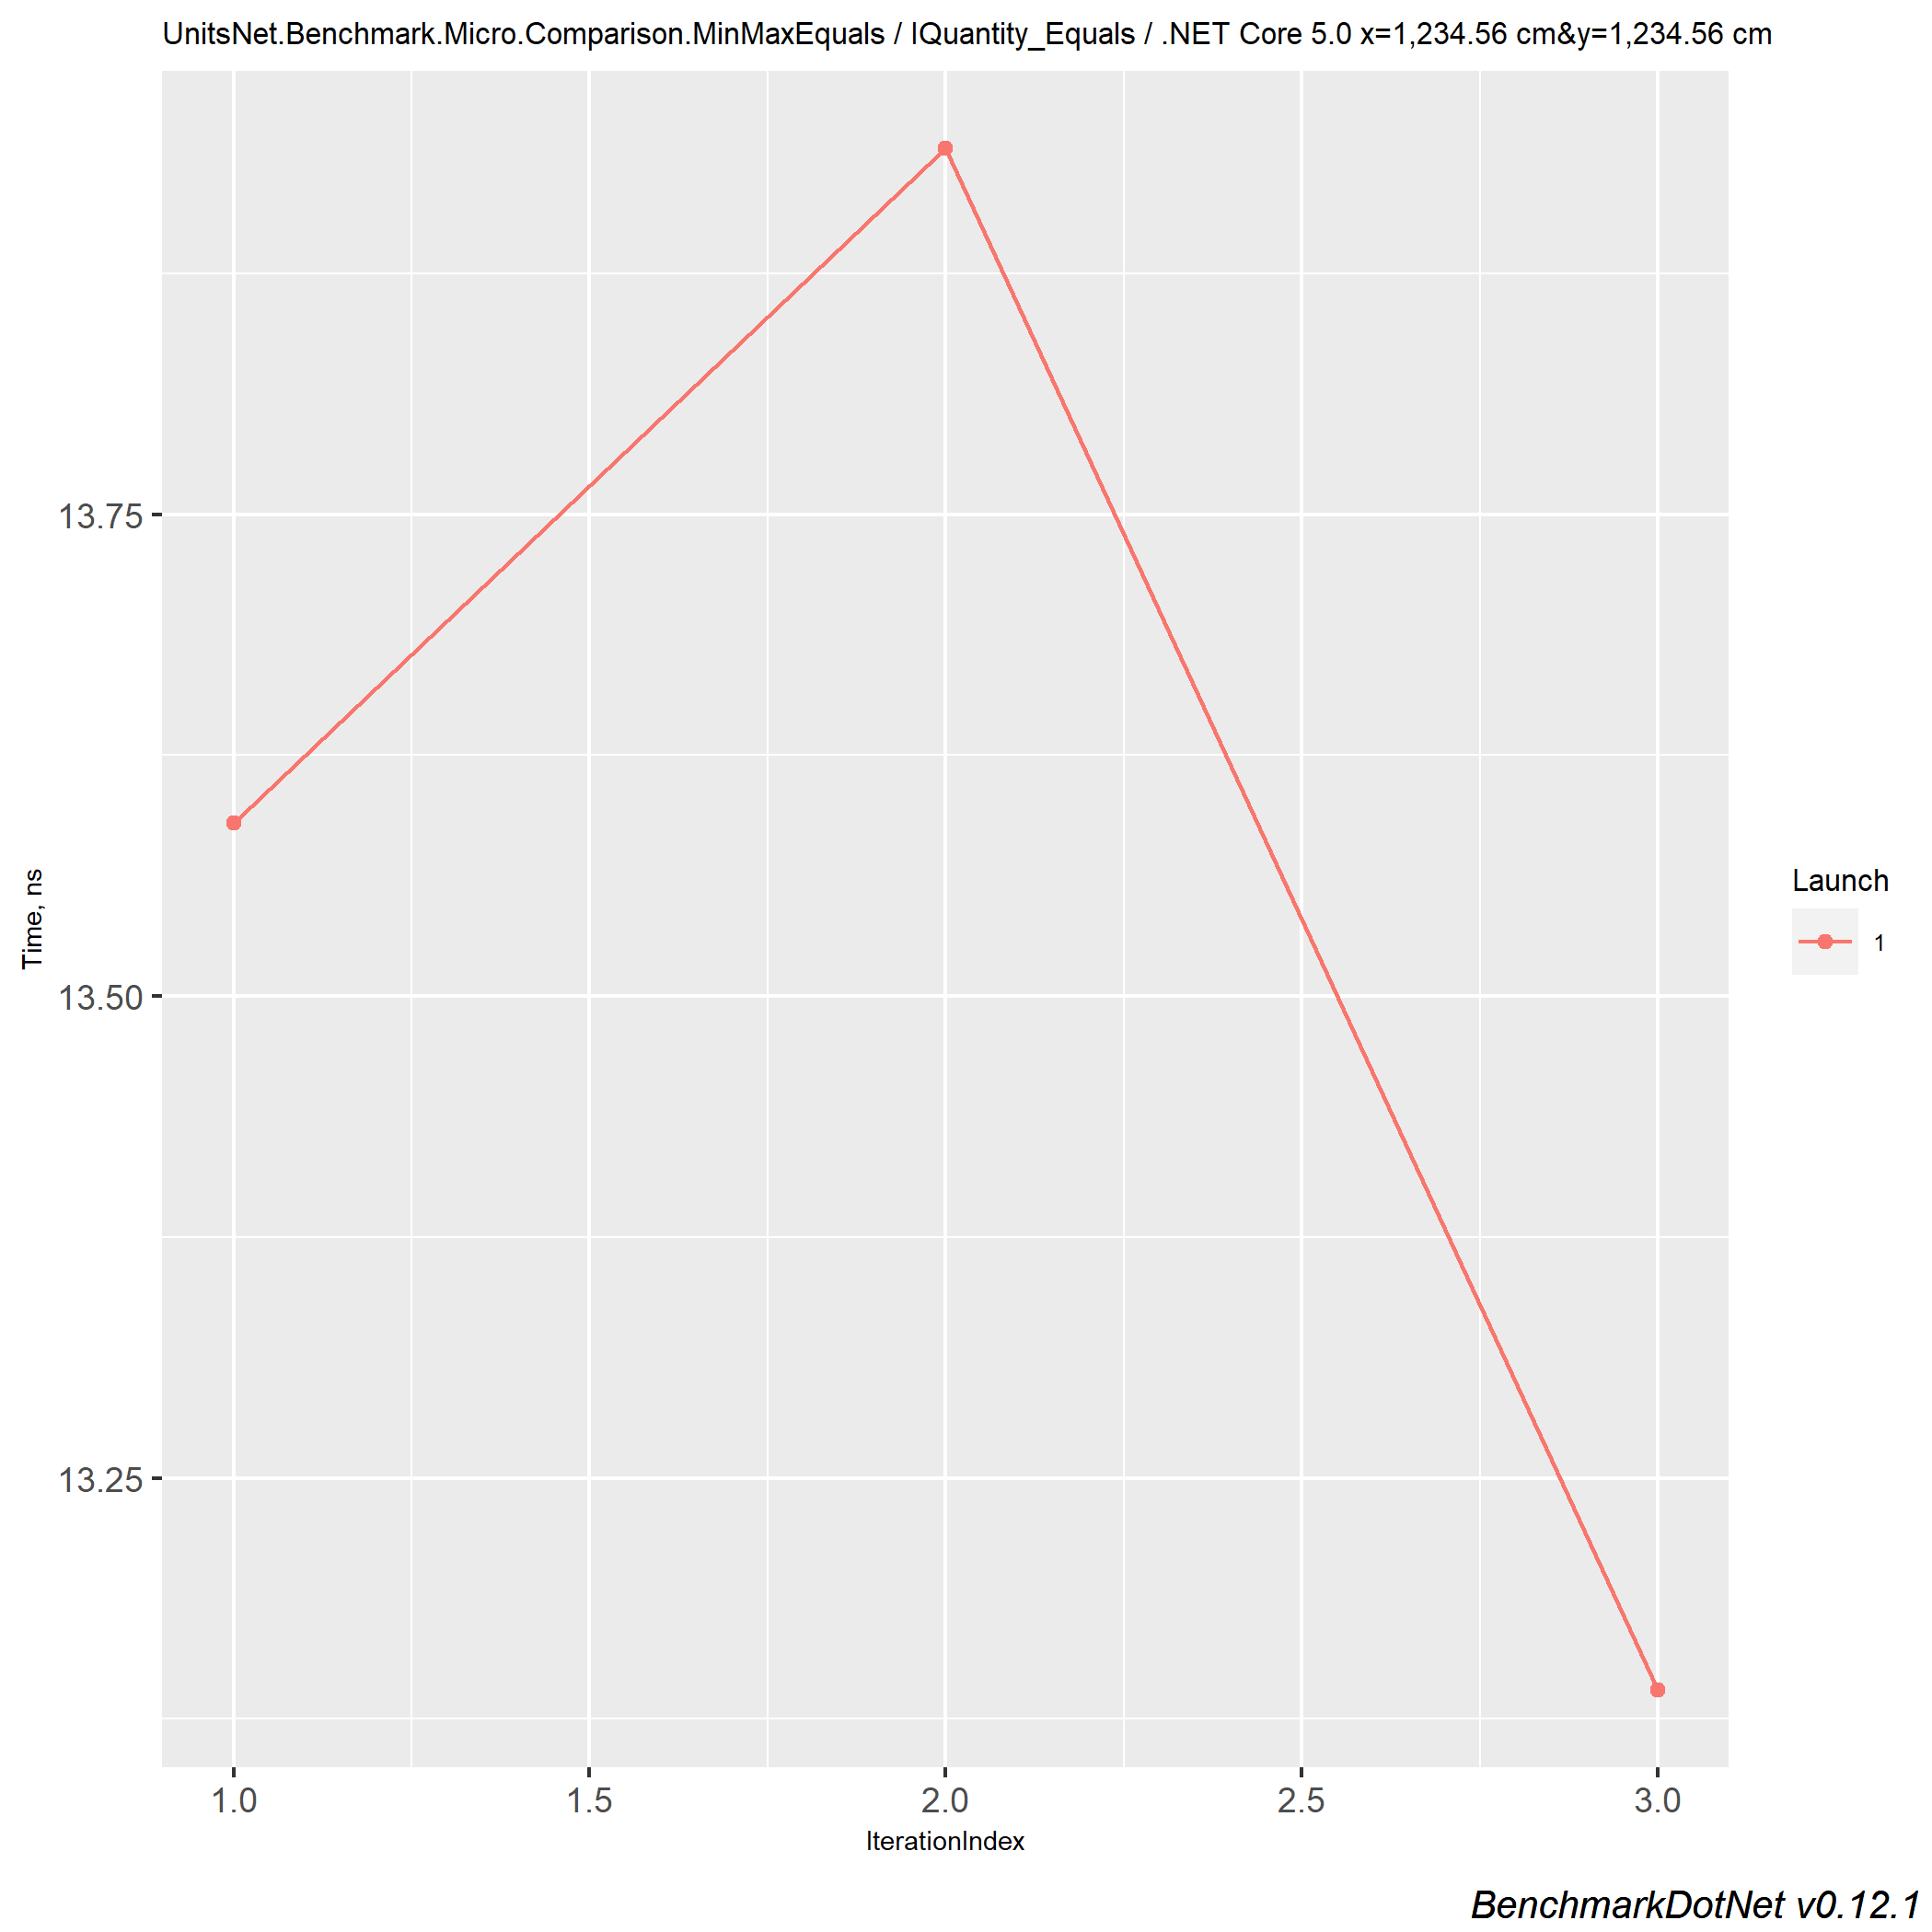 UnitsNet.Benchmark.Micro.Comparison.MinMaxEquals / IQuantity_Equals / .NET Core 5.0 x=1,234.56 cm&y=1,234.56 cm
13.75
13.50
13.25
Time, ns
1.0 1.5 2.0 2.5 3.0
IterationIndex
Launch
1
BenchmarkDotNet v0.12.1